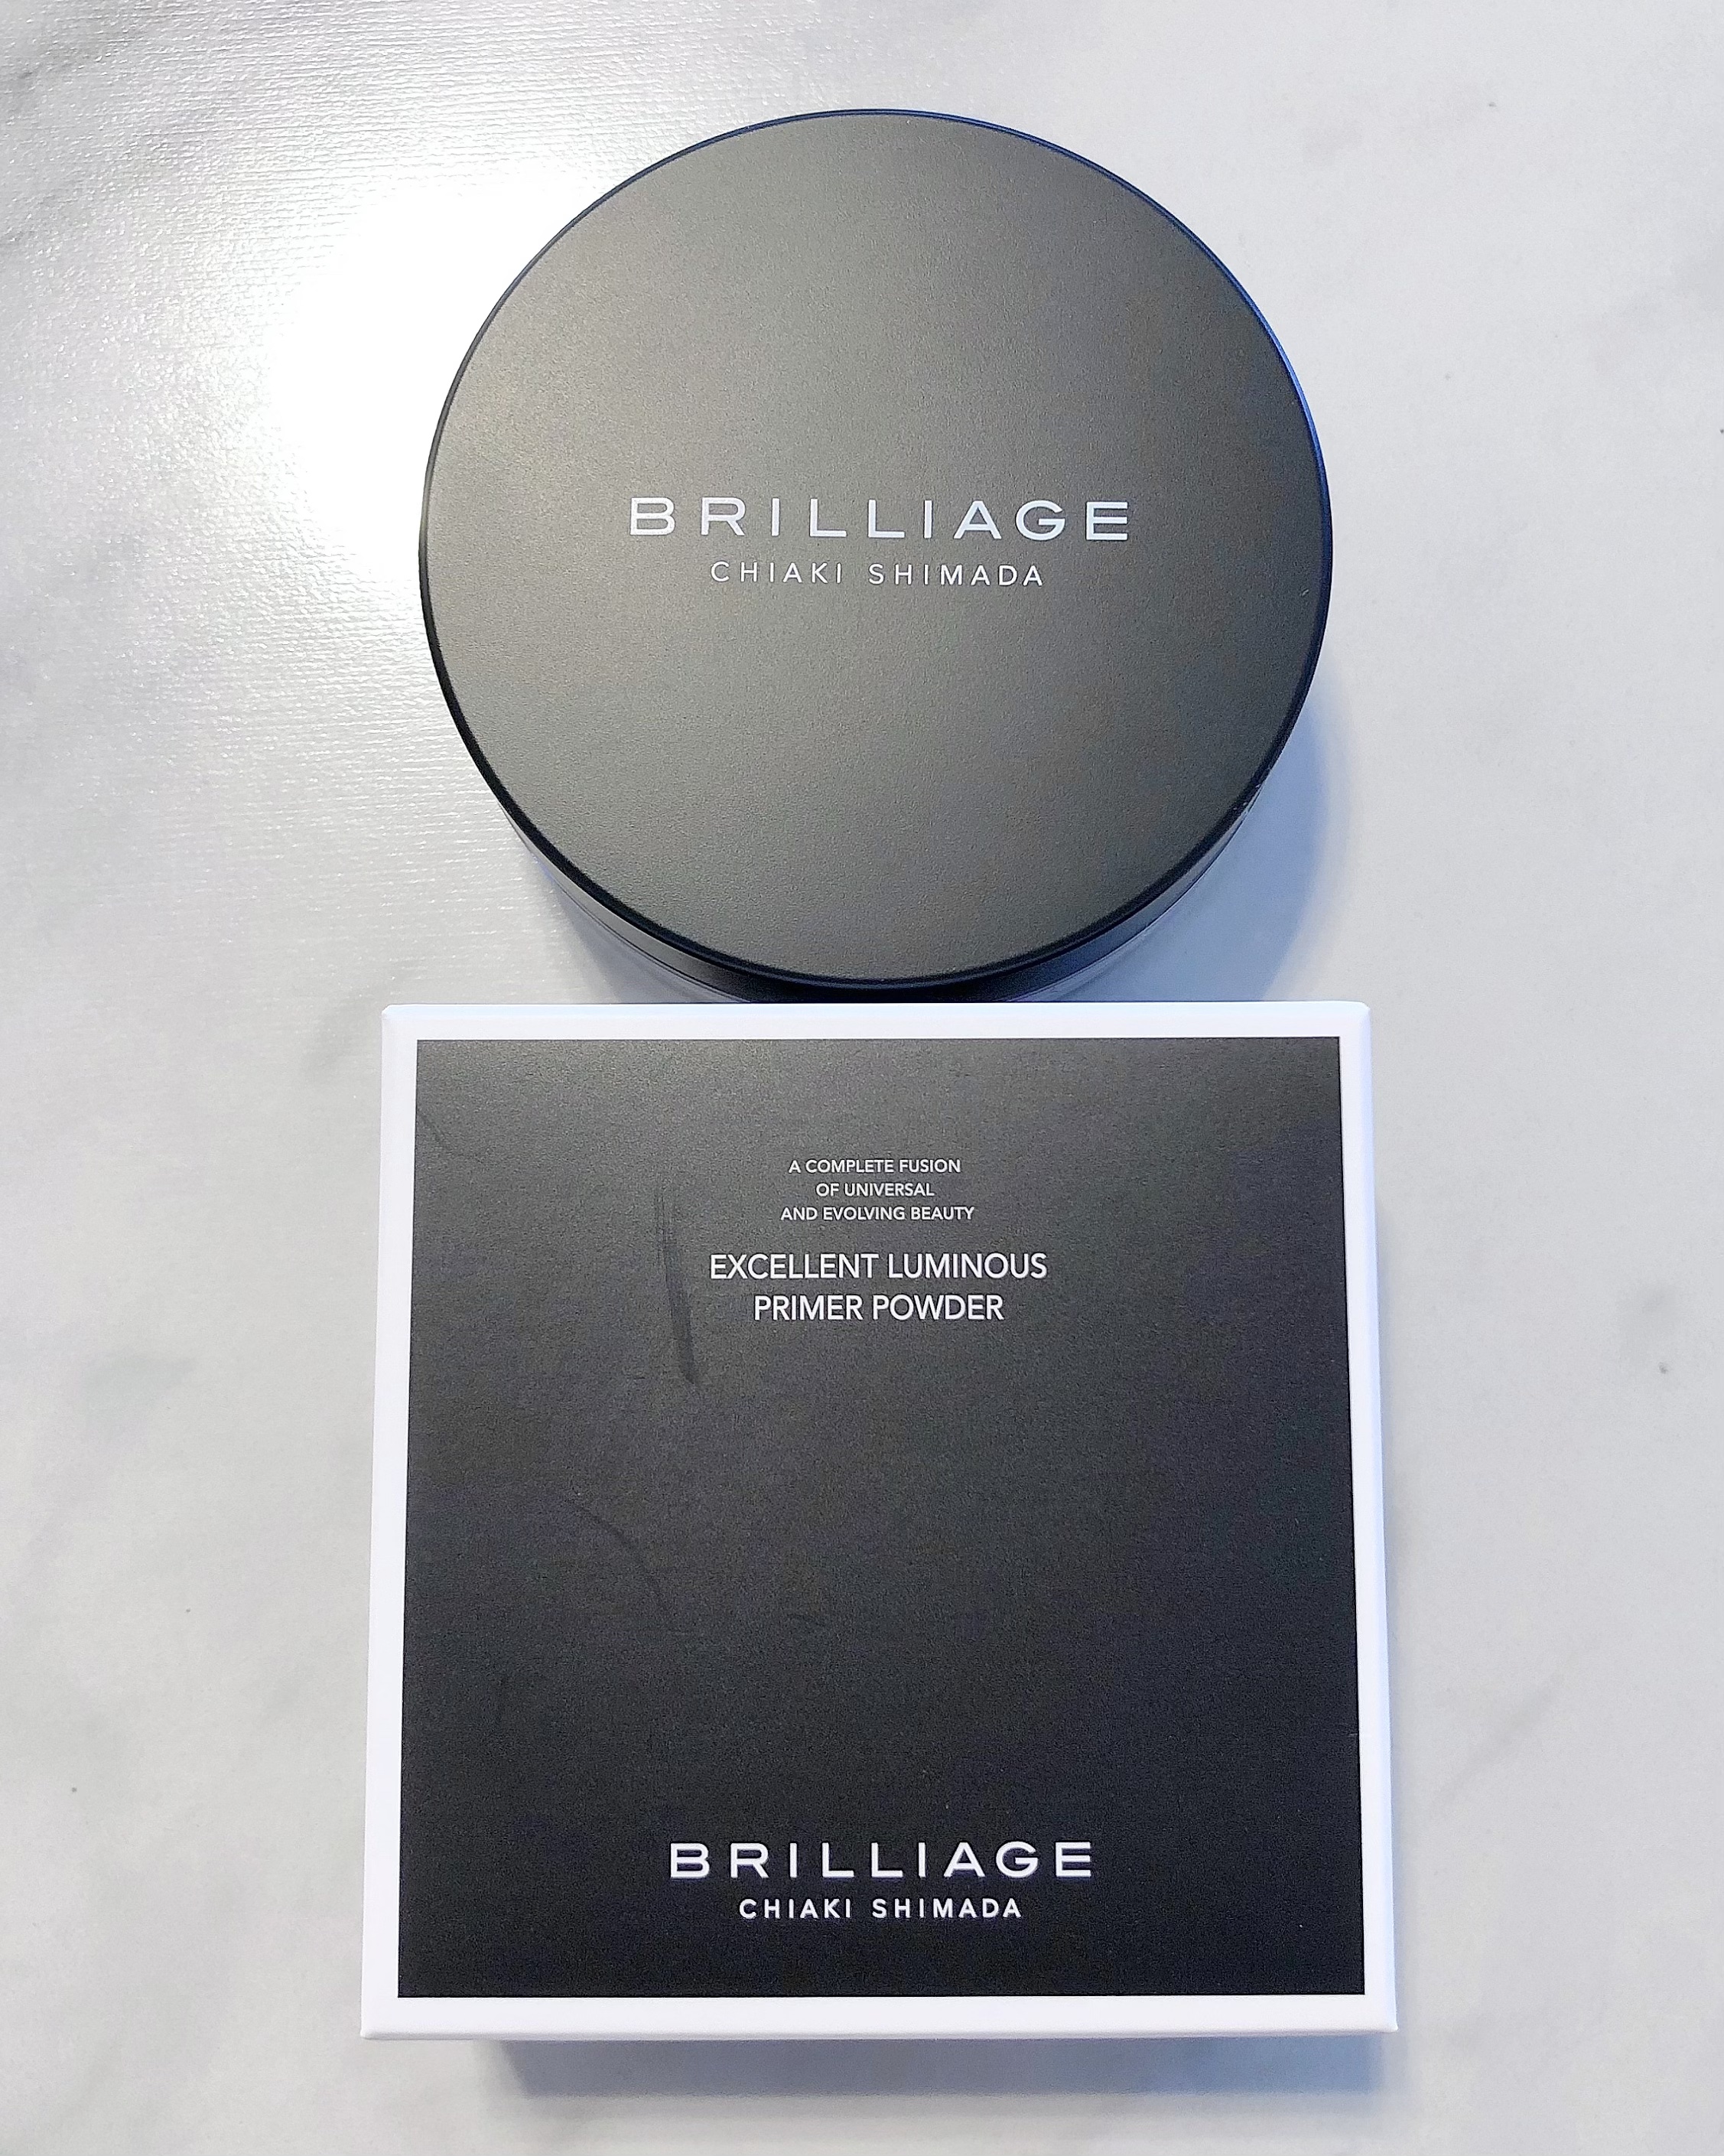 BRILLIAGE
CHIAKI SHIMADA
A COMPLETE FUSION
OF UNIVERSAL
AND EVOLVING BEAUTY
EXCELLENT LUMINOUS
PRIMER POWDER
BRILLIAGE
CHIAKI SHIMADA